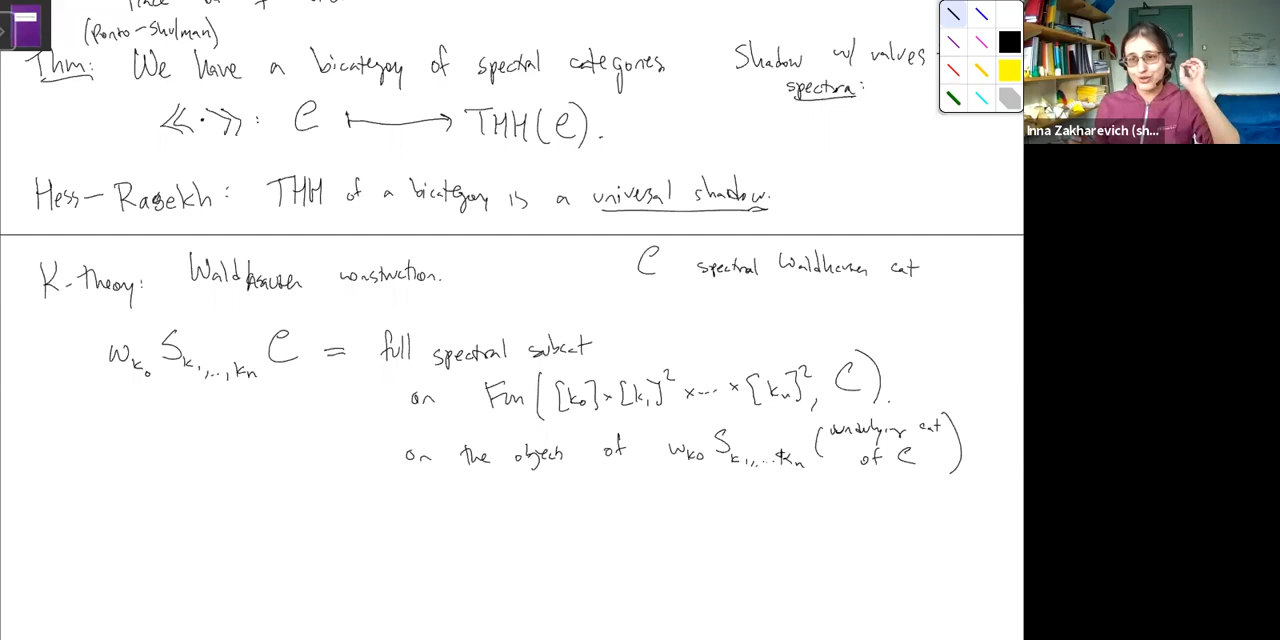 (Ponto-Shulman)
Thm: We have a bicategory of spectral categories
Shadow w/ values
spectra:
≪·≫: C ⟼ THH(C).
Hess-Rasekh: THH of a bicategory is a universal shadow.
K-theory: Waldhausen construction.
C spectral Waldhausen cat
w_{k_0} S_{k_1,...,k_n} C = full spectral subcat
on Fun([k_0]×[k_1]^2×···×[k_n]^2, C).
on the objects of w_{k_0} S_{k_1,...,k_n} (underlying cat of C)
Inna Zakharevich (sh...